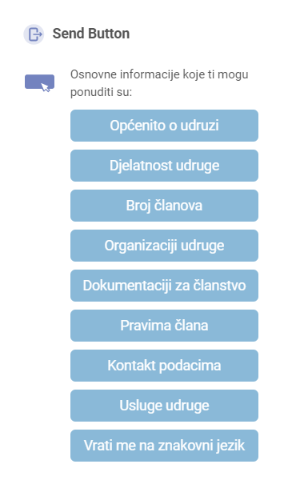 Send Button
Osnovne informacije koje ti mogu
ponuditi su:
Općenito o udruzi
Djelatnost udruge
Broj članova
Organizaciji udruge
Dokumentaciji za članstvo
Pravima člana
Kontakt podacima
Usluge udruge
Vrati me na znakovni jezik